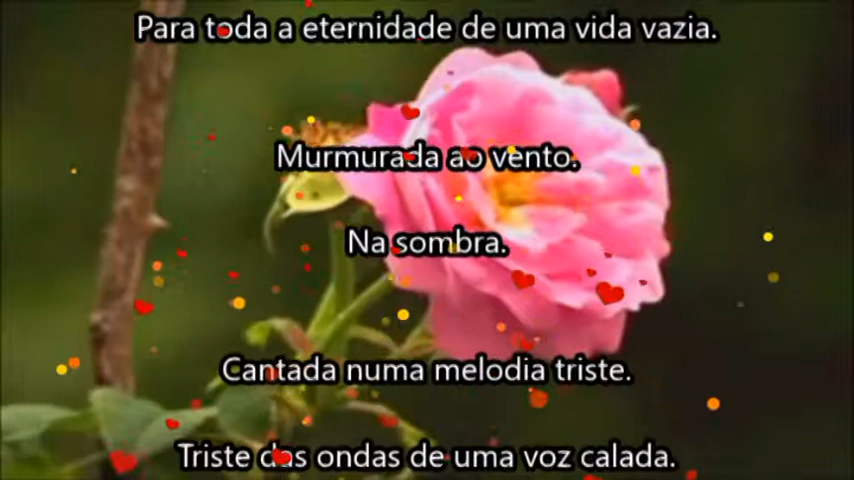 Para toda a eternidade de uma vida vazia.
Murmurada ao vento.
Na sombra.
Cantada numa melodia triste.
Triste das ondas de uma voz calada.